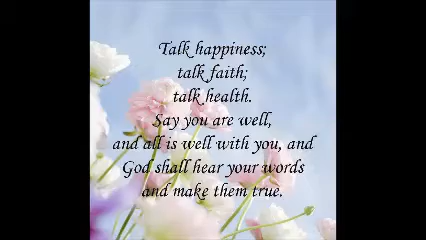 Talk happiness;
talk faith;
talk health.
Say you are well,
and all is well with you, and
God shall hear your words
and make them true.